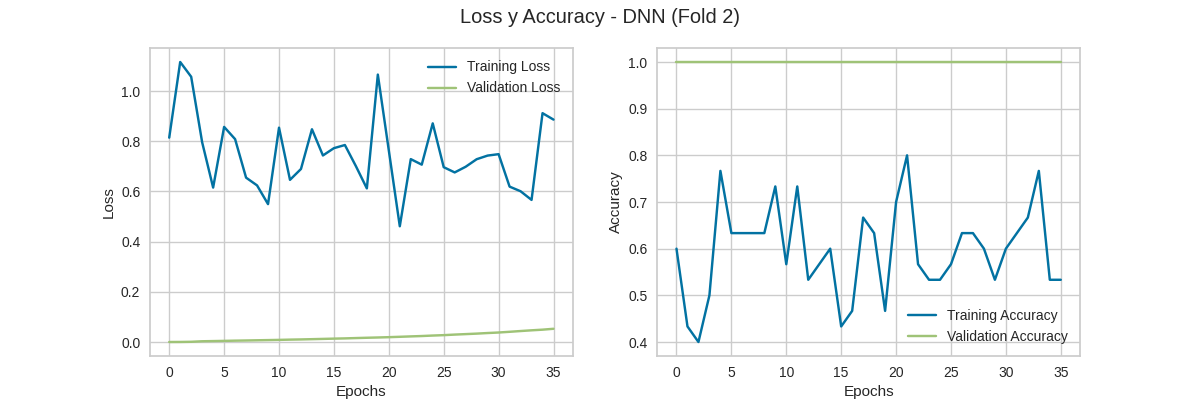 Loss y Accuracy - DNN (Fold 2)
Training Loss
Validation Loss
1.0
0.8
0.6
0.4
0.2
0.0
Loss
0 5 10 15 20 25 30 35
Epochs
1.0
0.9
0.8
0.7
0.6
0.5
0.4
Accuracy
Training Accuracy
Validation Accuracy
0 5 10 15 20 25 30 35
Epochs